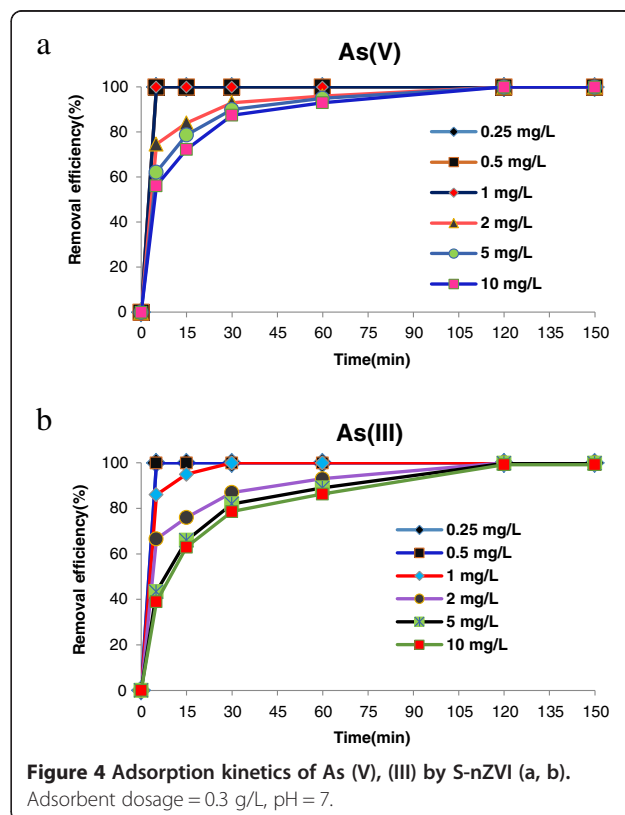 a
As(V)
Removal efficiency(%)
100
80
60
40
20
0
0 15 30 45 60 75 90 105 120 135 150
Time(min)
0.25 mg/L
0.5 mg/L
1 mg/L
2 mg/L
5 mg/L
10 mg/L
b
As(III)
Removal efficiency(%)
100
80
60
40
20
0
0 15 30 45 60 75 90 105 120 135 150
Time(min)
0.25 mg/L
0.5 mg/L
1 mg/L
2 mg/L
5 mg/L
10 mg/L
Figure 4 Adsorption kinetics of As (V), (III) by S-nZVI (a, b).
Adsorbent dosage = 0.3 g/L, pH = 7.